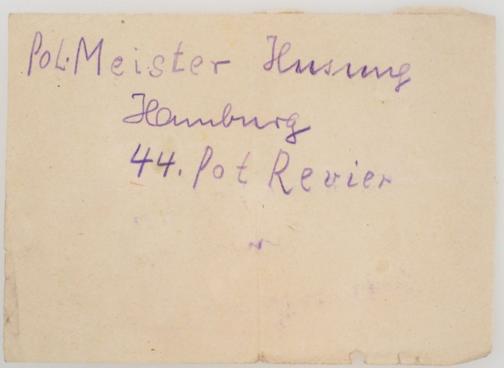 Pol.Meister Husung
Hamburg
44. Pol Revier